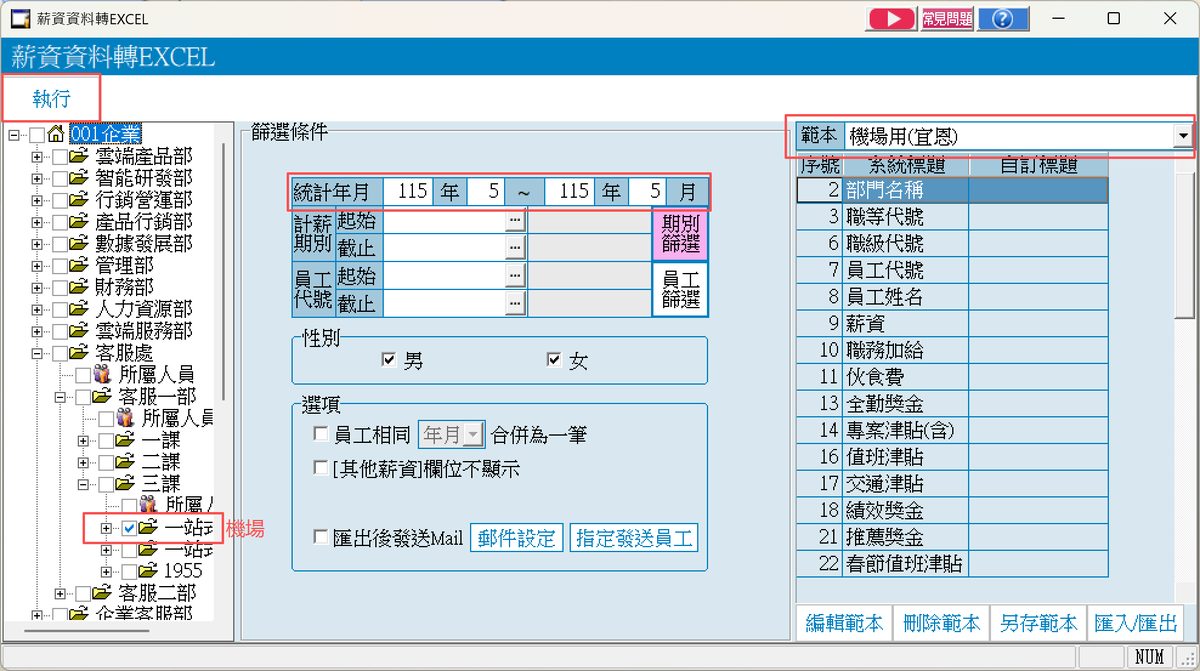 薪資資料轉EXCEL
常見問題
薪資資料轉EXCEL
執行
001企業
雲端產品部
智能研發部
行銷營運部
產品行銷部
數據發展部
管理部
財務部
人力資源部
雲端服務部
客服處
所屬人員
客服一部
所屬人員
一課
二課
三課
所屬
一站式
機場
一站式
1955
客服二部
企業客服部
篩選條件
統計年月 115 年 5 ~ 115 年 5 月
計薪期別 起始
截止
期別篩選
員工代號 起始
截止
員工篩選
性別
男 女
選項
員工相同 年月 合併為一筆
[其他薪資]欄位不顯示
匯出後發送Mail 郵件設定 指定發送員工
範本 機場用(宜恩)
序號 系統標題 自訂標題
2 部門名稱
3 職等代號
6 職級代號
7 員工代號
8 員工姓名
9 薪資
10 職務加給
11 伙食費
13 全勤獎金
14 專案津貼(含)
16 值班津貼
17 交通津貼
18 績效獎金
21 推薦獎金
22 春節值班津貼
編輯範本 刪除範本 另存範本 匯入/匯出
NUM